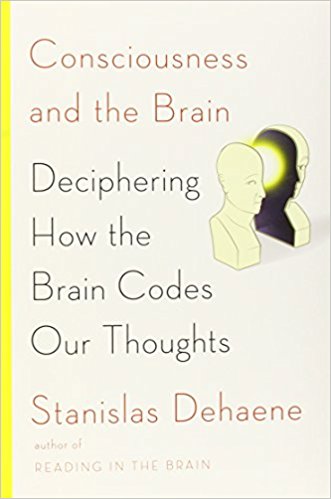 Consciousness
and the Brain
Deciphering
How the
Brain Codes
Our Thoughts
Stanislas Dehaene
author of
READING IN THE BRAIN